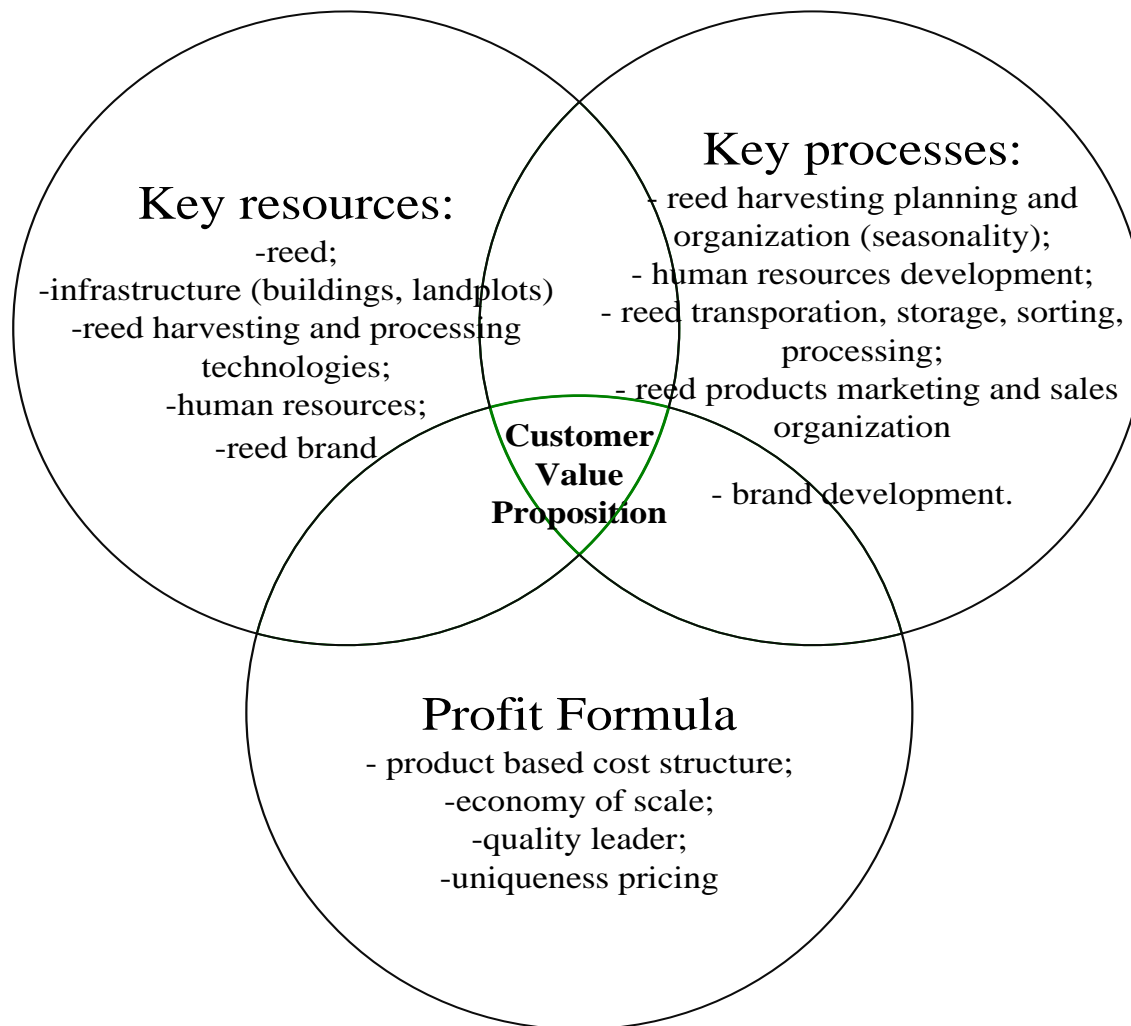 Key resources:
-reed;
-infrastructure (buildings, landplots)
-reed harvesting and processing
technologies;
-human resources;
-reed brand
Key processes:
- reed harvesting planning and
organization (seasonality);
- human resources development;
- reed transporation, storage, sorting,
processing;
- reed products marketing and sales
organization
- brand development.
Customer
Value
Proposition
Profit Formula
- product based cost structure;
-economy of scale;
-quality leader;
-uniqueness pricing